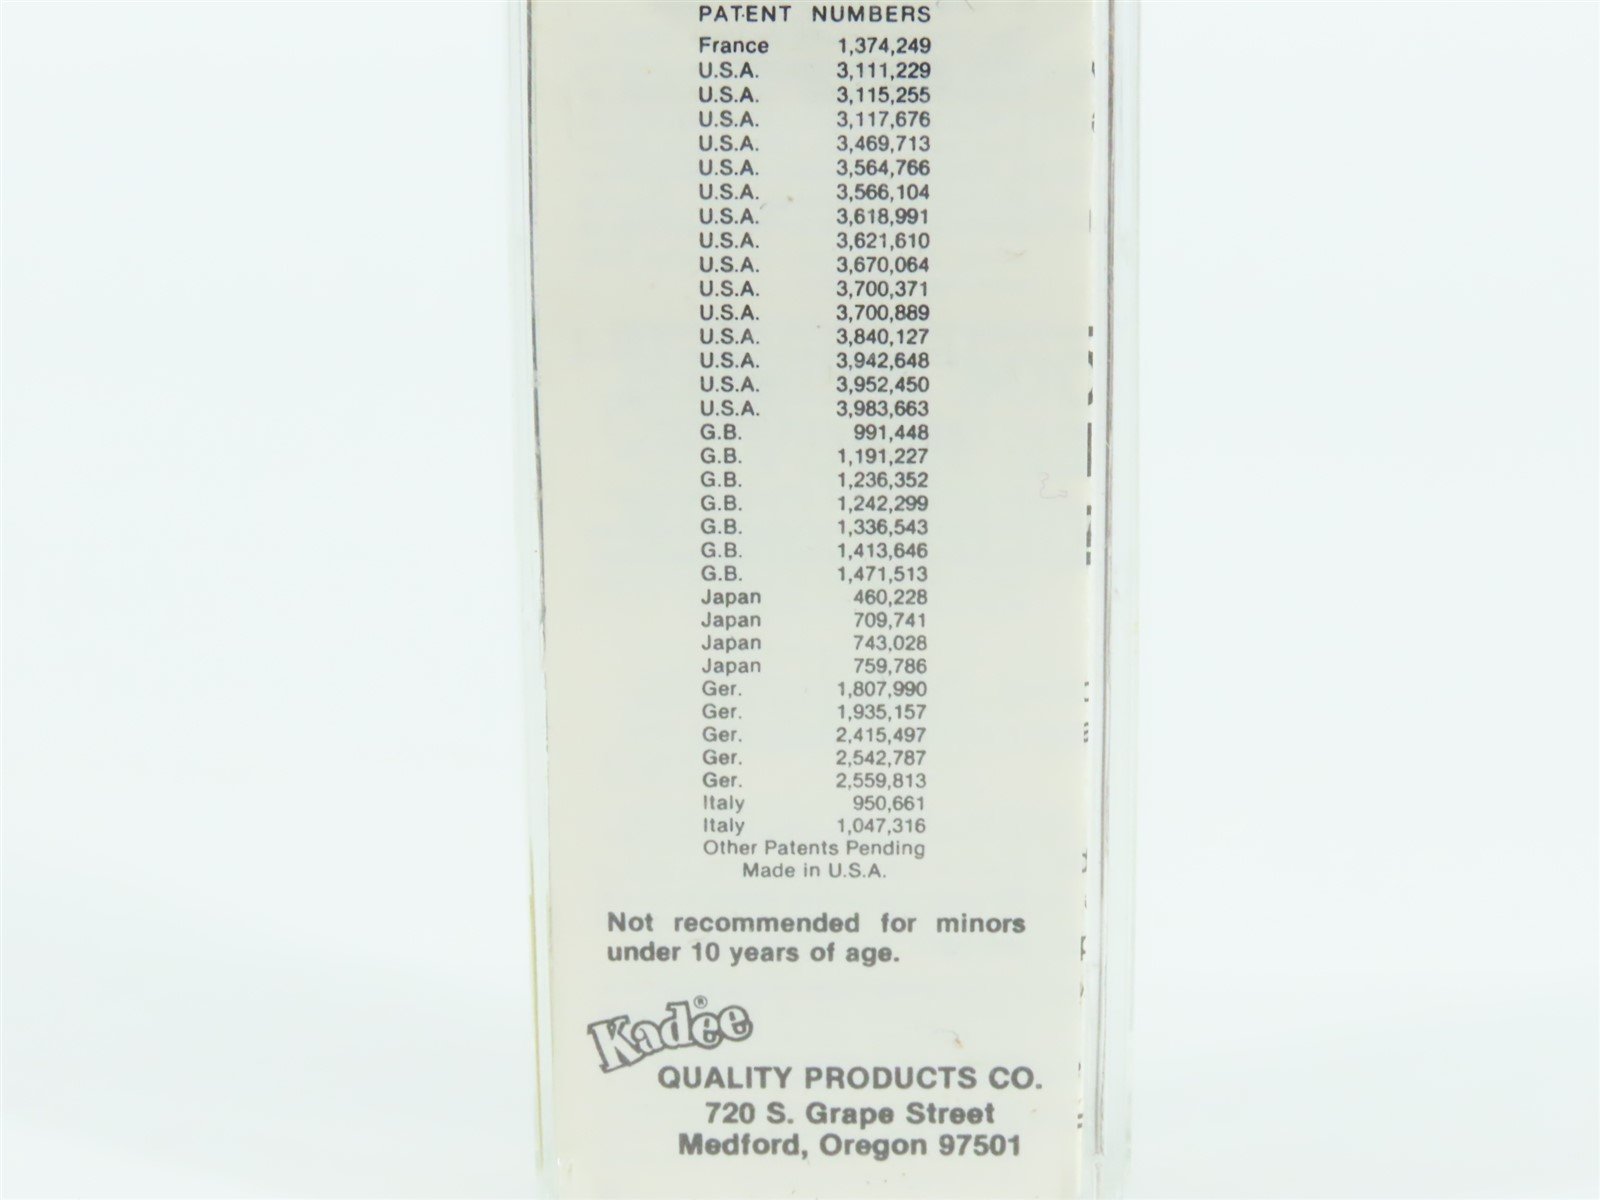 PATENT NUMBERS
France 1,374,249
U.S.A. 3,111,229
U.S.A. 3,115,255
U.S.A. 3,117,676
U.S.A. 3,469,713
U.S.A. 3,564,766
U.S.A. 3,566,104
U.S.A. 3,618,991
U.S.A. 3,621,610
U.S.A. 3,670,064
U.S.A. 3,700,371
U.S.A. 3,700,889
U.S.A. 3,840,127
U.S.A. 3,942,648
U.S.A. 3,952,450
U.S.A. 3,983,663
G.B. 991,448
G.B. 1,191,227
G.B. 1,236,352
G.B. 1,242,299
G.B. 1,336,543
G.B. 1,413,646
G.B. 1,471,513
Japan 460,228
Japan 709,741
Japan 743,028
Japan 759,786
Ger. 1,807,990
Ger. 1,935,157
Ger. 2,415,497
Ger. 2,542,787
Ger. 2,559,813
Italy 950,661
Italy 1,047,316
Other Patents Pending
Made in U.S.A.
Not recommended for minors
under 10 years of age.
Kadee®
QUALITY PRODUCTS CO.
720 S. Grape Street
Medford, Oregon 97501